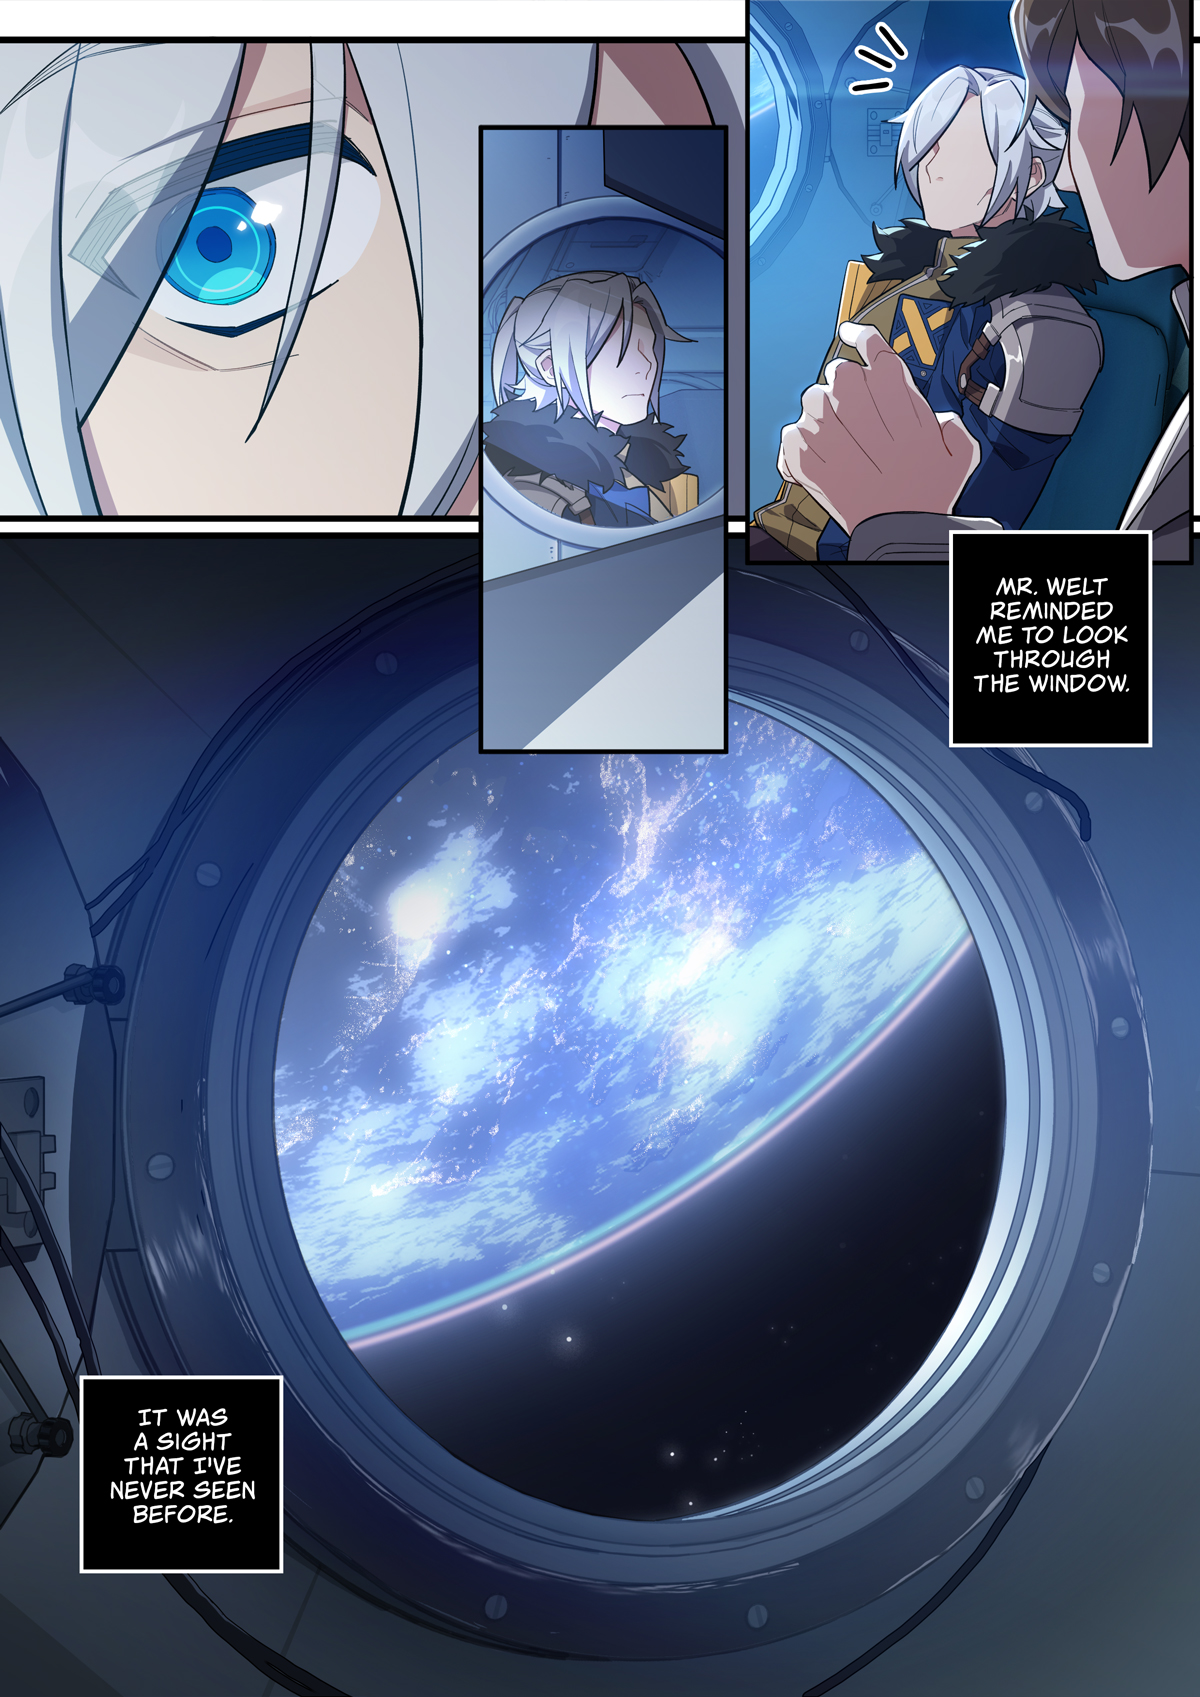 MR. WELT
REMINDED
ME TO LOOK
THROUGH
THE WINDOW.
IT WAS
A SIGHT
THAT I'VE
NEVER SEEN
BEFORE.